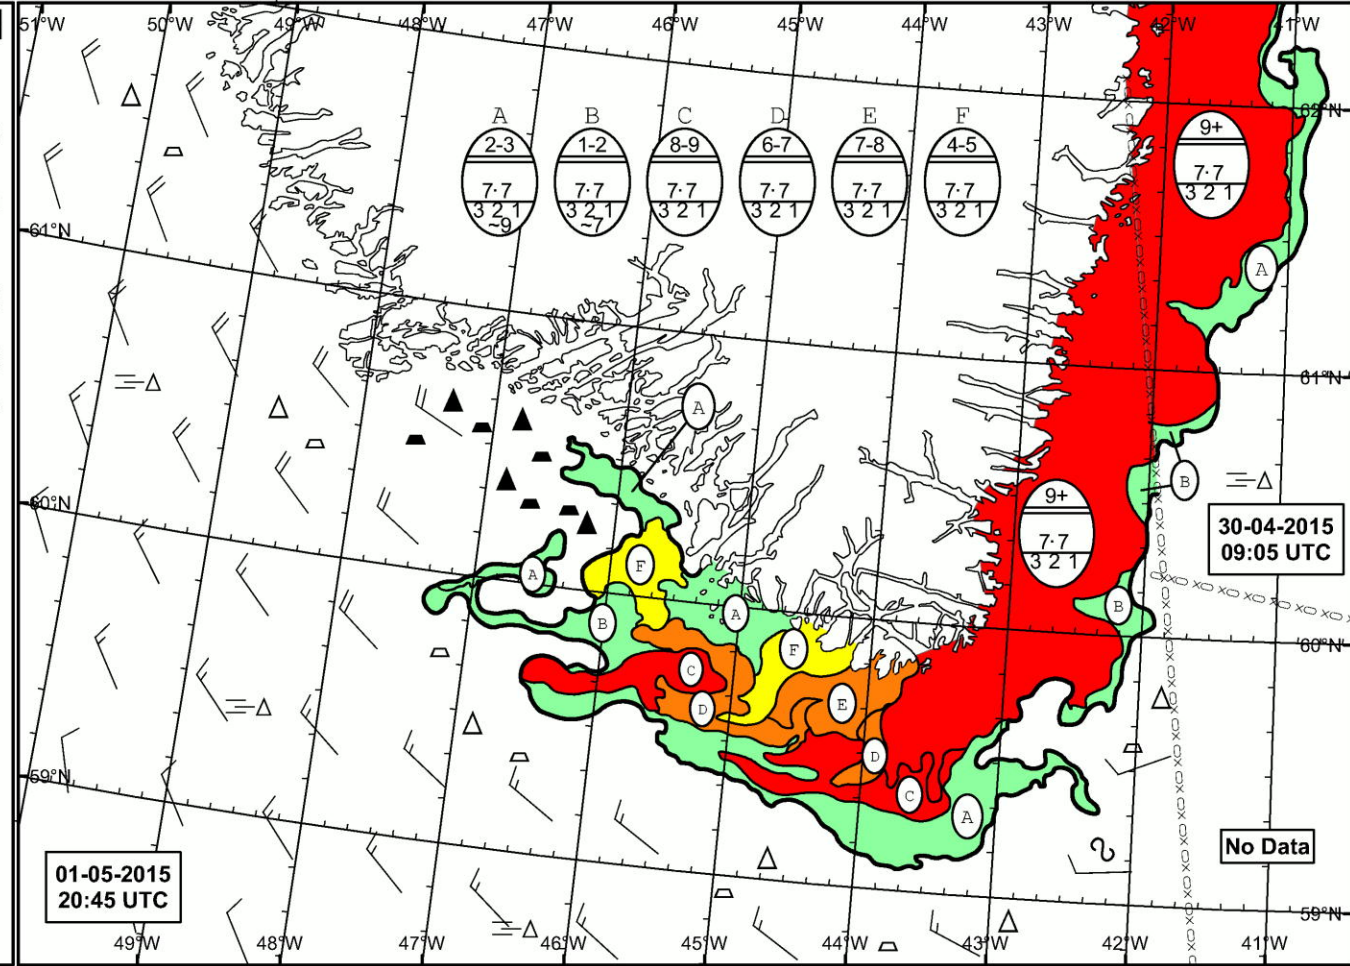 51°W 50°W 49°W 48°W 47°W 46°W 45°W 44°W 43°W 42°W 41°W
62°N
A B C D E F
2-3 1-2 8-9 6-7 7-8 4-5
7·7 7·7 7·7 7·7 7·7 7·7
3 2 1 3 2 1 3 2 1 3 2 1 3 2 1 3 2 1
~9 ~7
9+
7·7
3 2 1
61°N
A
61°N
A
B
60°N
9+
7·7
3 2 1
30-04-2015
09:05 UTC
A
F
B
A
B
60°N
F
C
D
E
D
59°N
C
A
No Data
01-05-2015
20:45 UTC
59°N
49°W 48°W 47°W 46°W 45°W 44°W 43°W 42°W 41°W